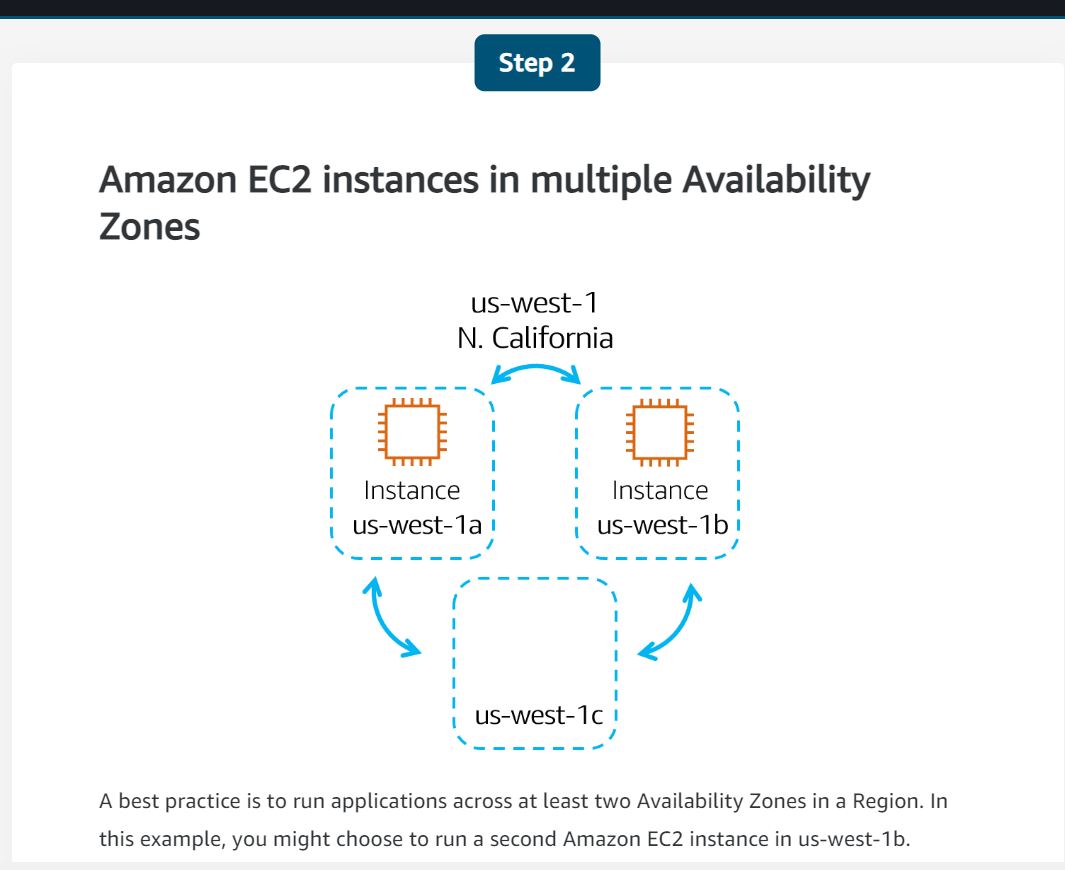 Step 2
Amazon EC2 instances in multiple Availability
Zones
us-west-1
N. California
Instance
us-west-1a
Instance
us-west-1b
us-west-1c
A best practice is to run applications across at least two Availability Zones in a Region. In
this example, you might choose to run a second Amazon EC2 instance in us-west-1b.